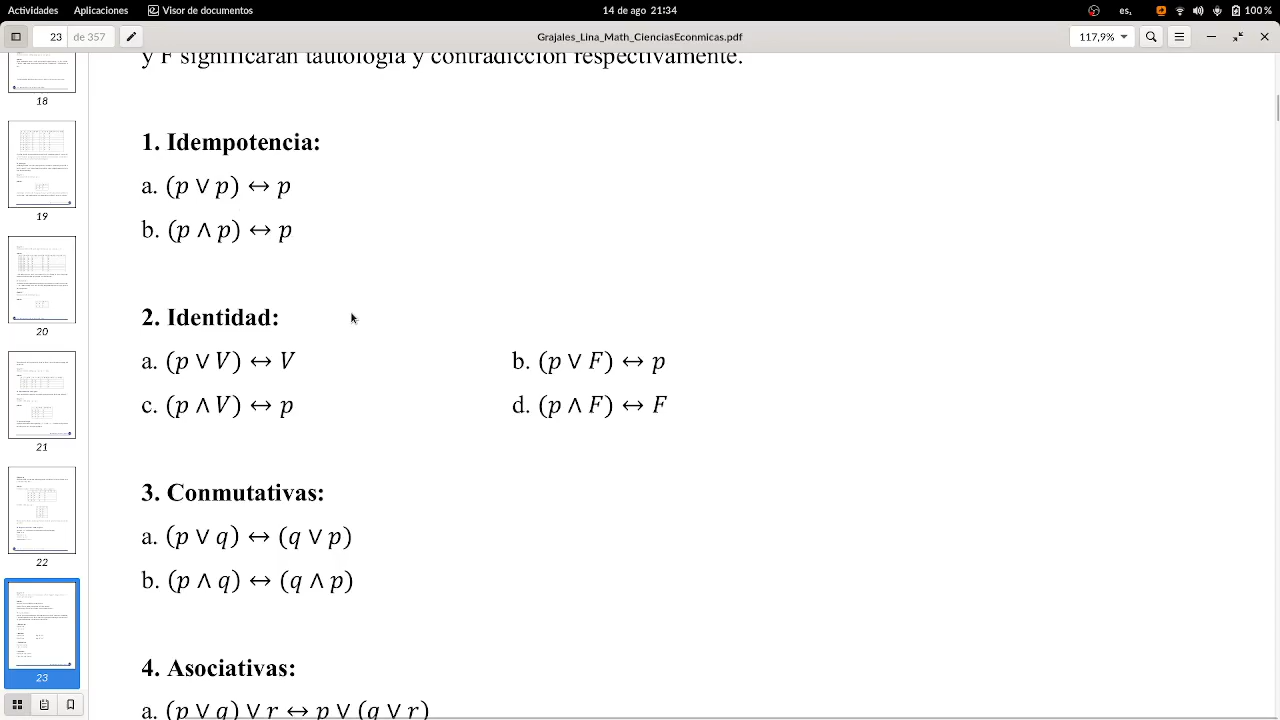 Actividades Aplicaciones Visor de documentos 14 de ago 21:34 es, 100 %
23 de 357 Grajales_Lina_Math_CienciasEconmicas.pdf 117,9%
y F significarán tautología y contradicción respectivamente.
1. Idempotencia:
a. (p ∨ p) ↔ p
b. (p ∧ p) ↔ p
2. Identidad:
a. (p ∨ V) ↔ V b. (p ∨ F) ↔ p
c. (p ∧ V) ↔ p d. (p ∧ F) ↔ F
3. Conmutativas:
a. (p ∨ q) ↔ (q ∨ p)
b. (p ∧ q) ↔ (q ∧ p)
4. Asociativas:
a. (p ∨ q) ∨ r ↔ p ∨ (q ∨ r)
18
19
20
21
22
23